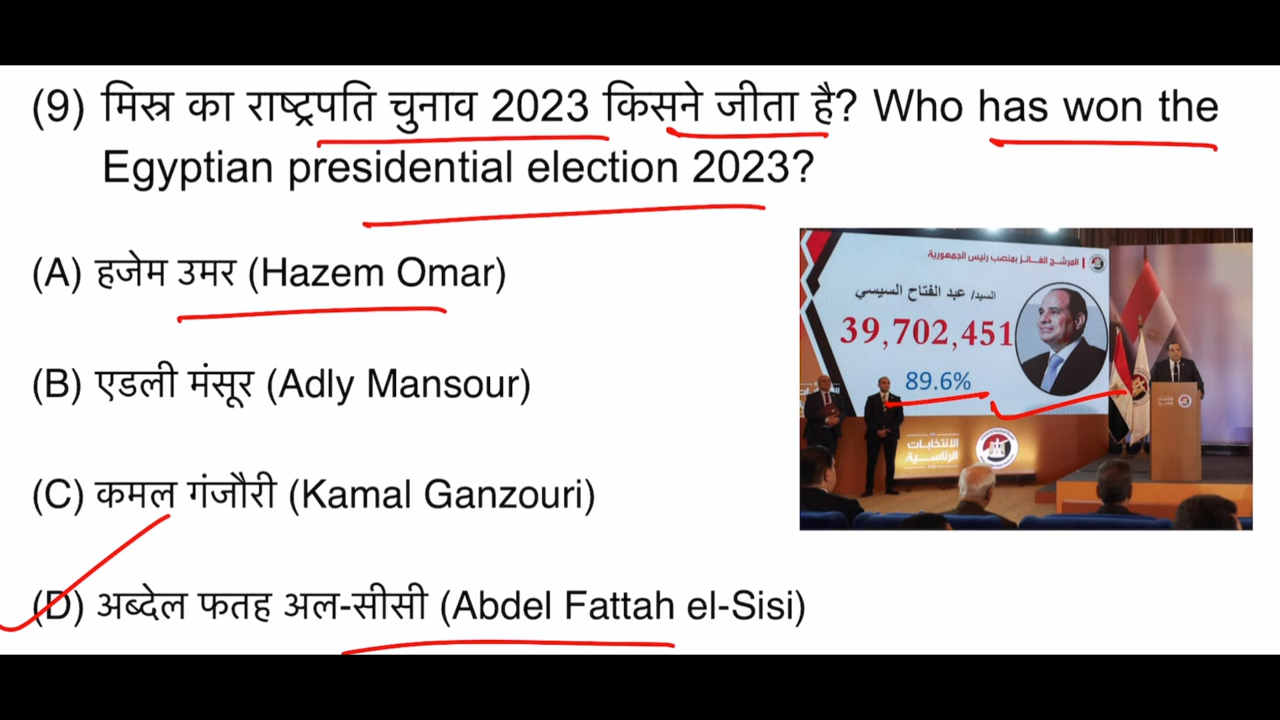 (9) मिस्र का राष्ट्रपति चुनाव 2023 किसने जीता है? Who has won the
Egyptian presidential election 2023?
(A) हजेम उमर (Hazem Omar)
(B) एडली मंसूर (Adly Mansour)
(C) कमल गंजौरी (Kamal Ganzouri)
(D) अब्देल फतह अल-सीसी (Abdel Fattah el-Sisi)
المرشح الفائز بمنصب رئيس الجمهورية
السيد/ عبد الفتاح السيسي
39,702,451
89.6%
الانتخابات
الرئاسية